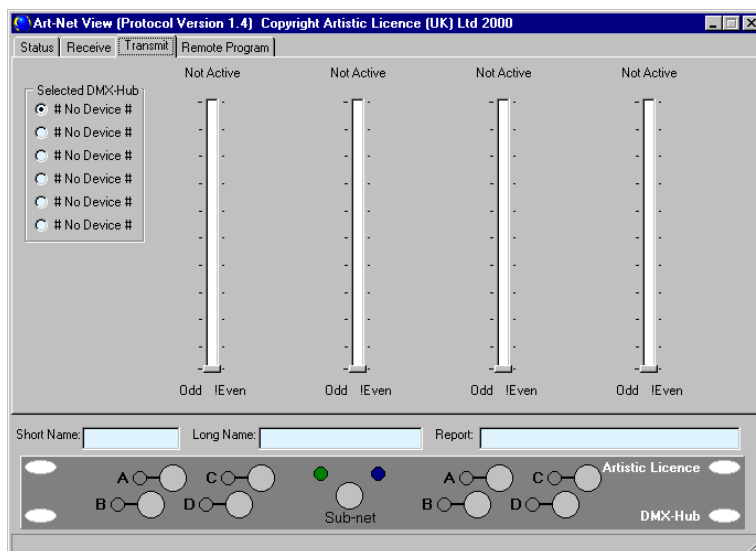 Art-Net View (Protocol Version 1.4) Copyright Artistic Licence (UK) Ltd 2000
Status Receive Transmit Remote Program
Not Active Not Active Not Active Not Active
Selected DMX-Hub
# No Device #
# No Device #
# No Device #
# No Device #
# No Device #
# No Device #
Odd !Even Odd !Even Odd !Even Odd !Even
Short Name: Long Name: Report:
A C A C Artistic Licence
B D Sub-net B D DMX-Hub